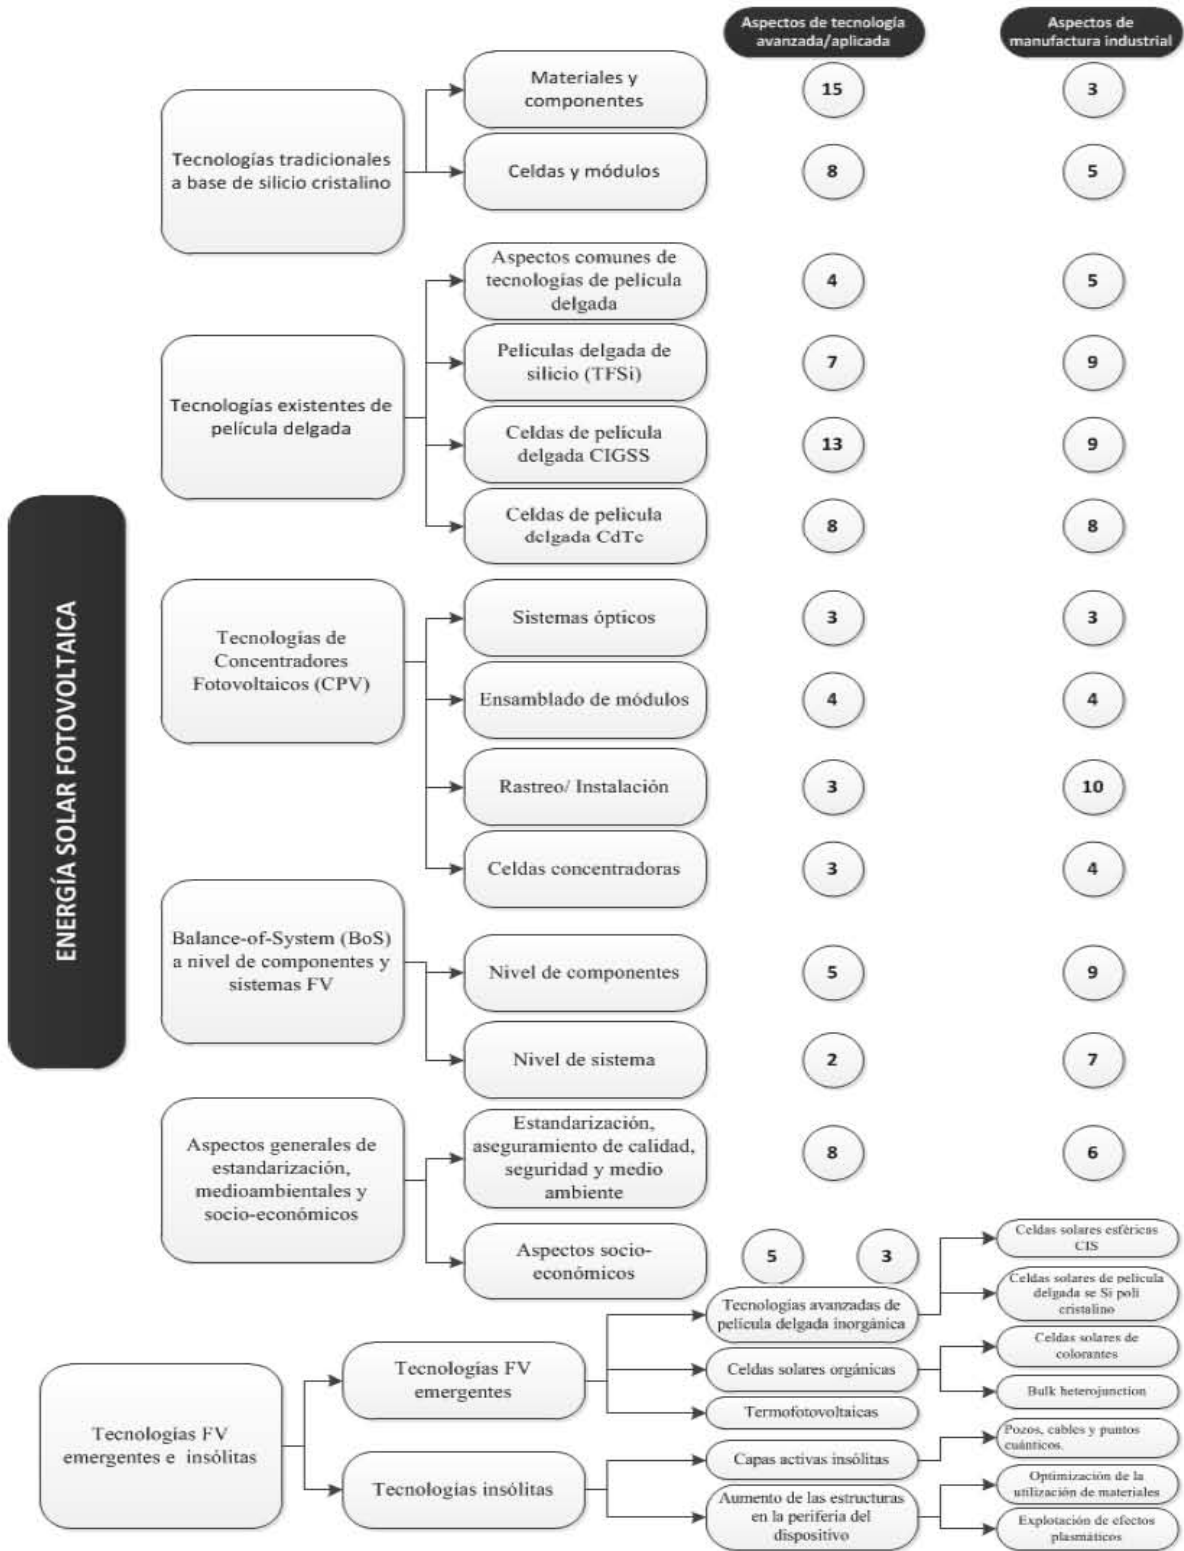 Aspectos de tecnología
avanzada/aplicada
Aspectos de
manufactura industrial
ENERGÍA SOLAR FOTOVOLTAICA
Tecnologías tradicionales
a base de silicio cristalino
Materiales y
componentes
15
3
Celdas y módulos
8
5
Tecnologías existentes de
película delgada
Aspectos comunes de
tecnologías de película
delgada
4
5
Películas delgada de
silicio (TFSi)
7
9
Celdas de película
delgada CIGSS
13
9
Celdas de película
delgada CdTe
8
8
Tecnologías de
Concentradores
Fotovoltaicos (CPV)
Sistemas ópticos
3
3
Ensamblado de módulos
4
4
Rastreo/ Instalación
3
10
Celdas concentradoras
3
4
Balance-of-System (BoS)
a nivel de componentes y
sistemas FV
Nivel de componentes
5
9
Nivel de sistema
2
7
Aspectos generales de
estandarización,
medioambientales y
socio-económicos
Estandarización,
aseguramiento de calidad,
seguridad y medio
ambiente
8
6
Aspectos socio-
económicos
5
3
Tecnologías FV
emergentes e insólitas
Tecnologías FV
emergentes
Tecnologías avanzadas de
película delgada inorgánica
Celdas solares esféricas
CIS
Celdas solares de película
delgada se Si poli
cristalino
Celdas solares orgánicas
Celdas solares de
colorantes
Bulk heterojunction
Termofotovoltaicas
Tecnologías insólitas
Capas activas insólitas
Pozos, cables y puntos
cuánticos.
Aumento de las estructuras
en la periferia del
dispositivo
Optimización de la
utilización de materiales
Explotación de efectos
plasmáticos